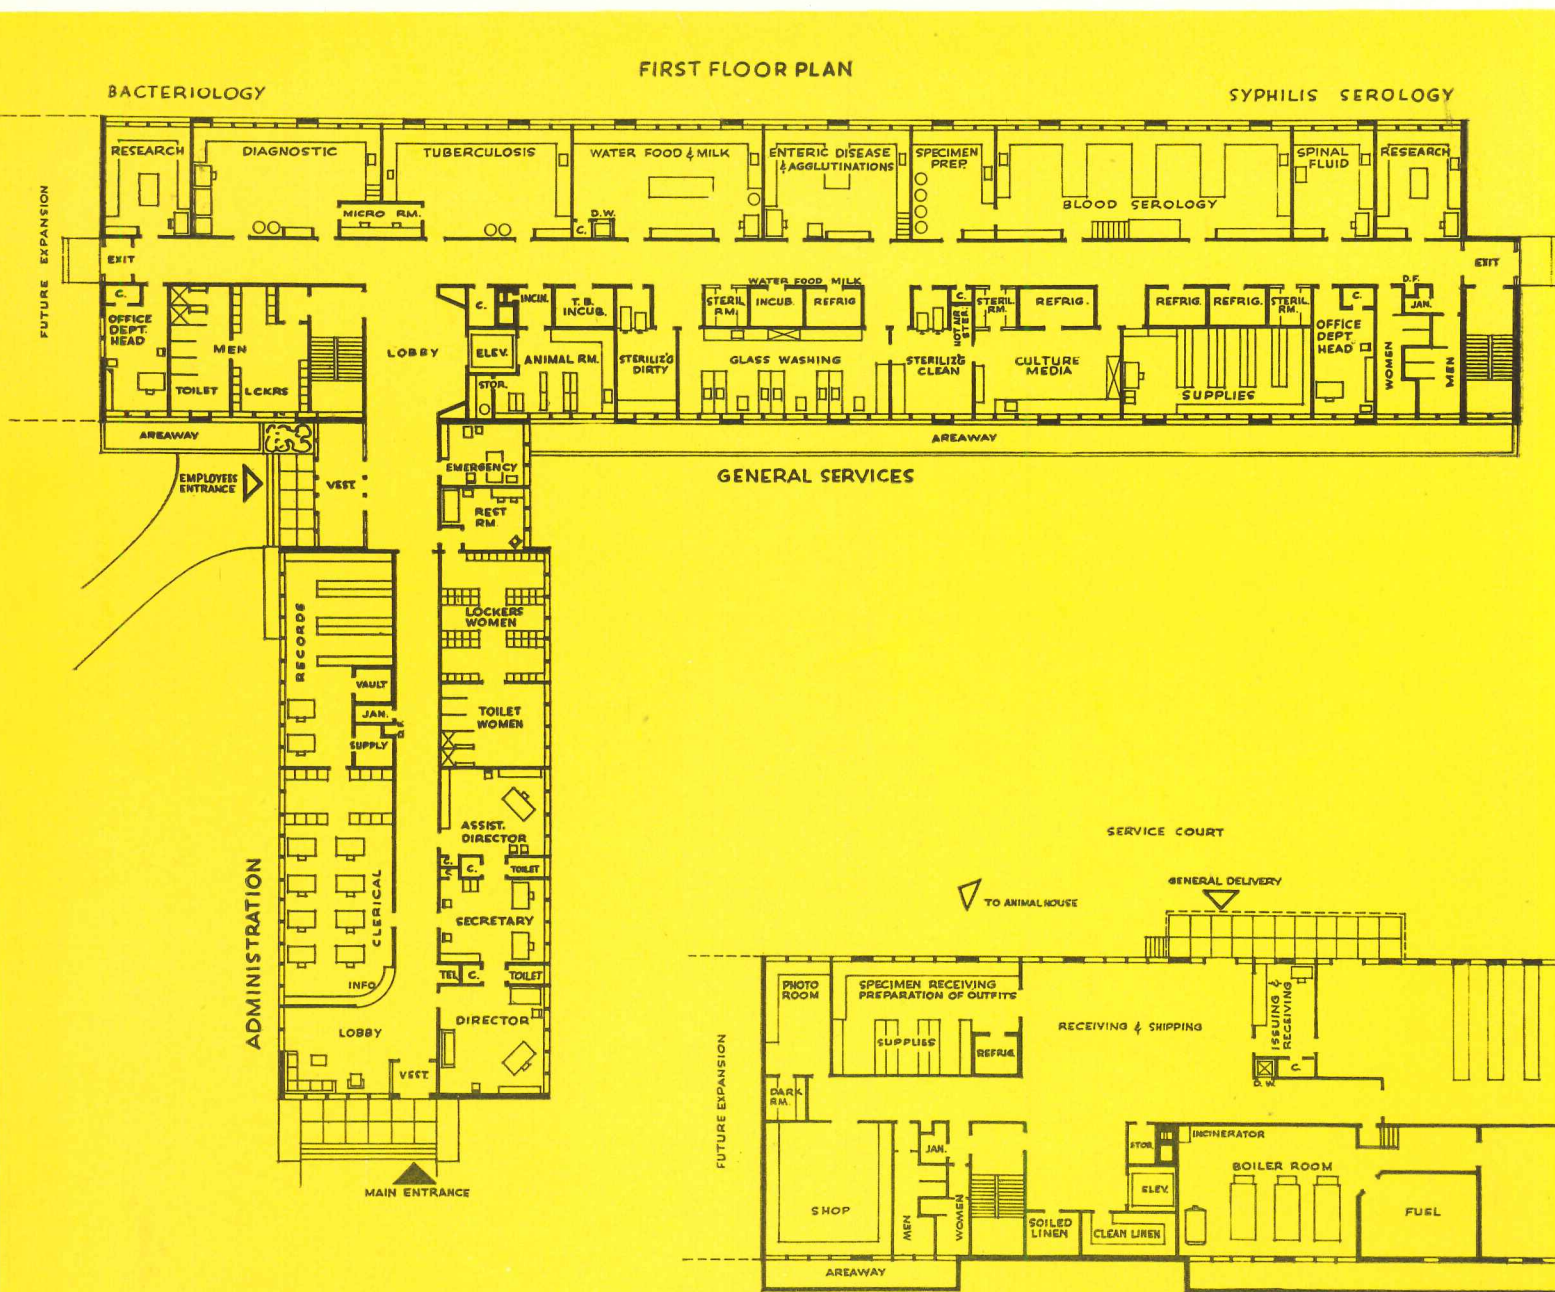 FIRST FLOOR PLAN
BACTERIOLOGY
SYPHILIS SEROLOGY
RESEARCH
DIAGNOSTIC
TUBERCULOSIS
WATER FOOD & MILK
ENTERIC DISEASE
& AGGLUTINATIONS
SPECIMEN
PREP.
BLOOD SEROLOGY
SPINAL
FLUID
RESEARCH
MICRO RM.
D.W.
C.
FUTURE EXPANSION
EXIT
EXIT
C.
OFFICE
DEPT.
HEAD
MEN
TOILET
LCKRS
LOBBY
C.
INCIN.
T.B.
INCUB.
ELEV.
STOR.
ANIMAL RM.
STERILIZ'G
DIRTY
WATER FOOD MILK
STERIL.
RM.
INCUB.
REFRIG
GLASS WASHING
C.
HOT AIR
STER.
STERILIZ'G
CLEAN
STERIL.
RM.
REFRIG.
CULTURE
MEDIA
REFRIG.
REFRIG.
STERIL.
RM.
SUPPLIES
C.
OFFICE
DEPT.
HEAD
D.F.
JAN.
WOMEN
MEN
AREAWAY
AREAWAY
GENERAL SERVICES
EMPLOYEES
ENTRANCE
VEST.
EMERGENCY
REST
RM.
RECORDS
LOCKERS
WOMEN
VAULT
JAN.
D.F.
SUPPLY
TOILET
WOMEN
ASSIST.
DIRECTOR
C.
C.
C.
TOILET
SECRETARY
CLERICAL
TEL.
C.
TOILET
INFO
DIRECTOR
LOBBY
VEST.
ADMINISTRATION
MAIN ENTRANCE
SERVICE COURT
GENERAL DELIVERY
TO ANIMAL HOUSE
FUTURE EXPANSION
PHOTO
ROOM
SPECIMEN RECEIVING
PREPARATION OF OUTFITS
SUPPLIES
REFRIG.
RECEIVING & SHIPPING
ISSUING &
RECEIVING
C.
D.W.
DARK
RM.
SHOP
JAN.
MEN
WOMEN
STOR.
ELEV.
SOILED
LINEN
CLEAN LINEN
INCINERATOR
BOILER ROOM
FUEL
AREAWAY